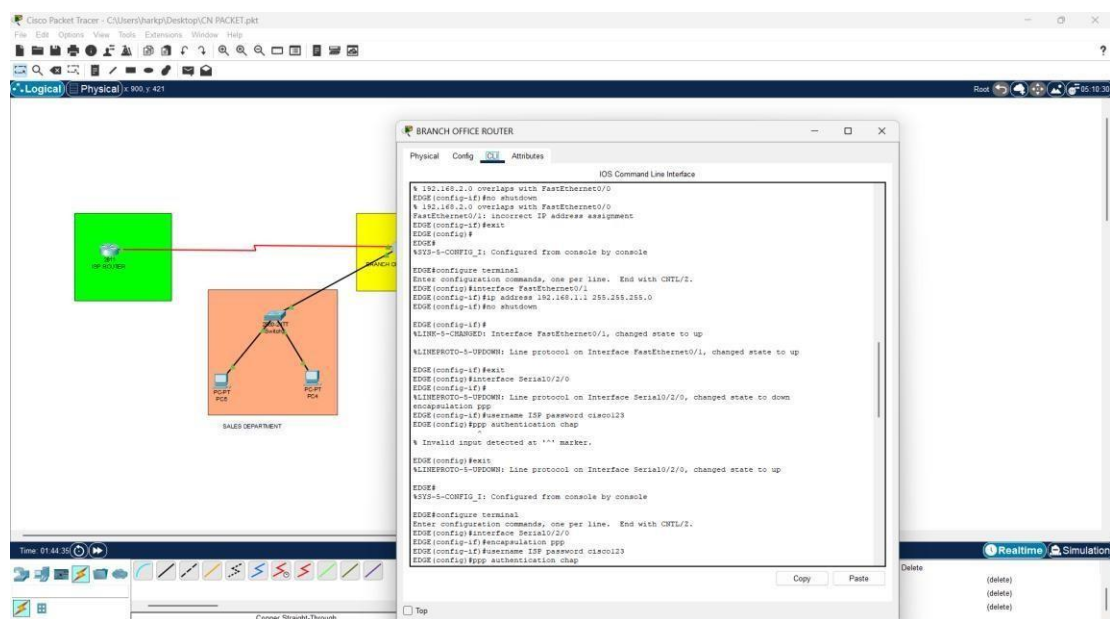 Cisco Packet Tracer - C:\Users\harkp\Desktop\CN PACKET.pkt
File Edit Options View Tools Extensions Window Help
?
Logical Physical x: 900, y: 421
Root 05:10:30
BRANCH OFFICE ROUTER
Physical Config CLI Attributes
IOS Command Line Interface
% 192.168.2.0 overlaps with FastEthernet0/0
EDGE(config-if)#no shutdown
% 192.168.2.0 overlaps with FastEthernet0/0
FastEthernet0/1: incorrect IP address assignment
EDGE(config-if)#exit
EDGE(config)#
EDGE#
%SYS-5-CONFIG_I: Configured from console by console
EDGE#configure terminal
Enter configuration commands, one per line. End with CNTL/Z.
EDGE(config)#interface FastEthernet0/1
EDGE(config-if)#ip address 192.168.1.1 255.255.255.0
EDGE(config-if)#no shutdown
EDGE(config-if)#
%LINK-5-CHANGED: Interface FastEthernet0/1, changed state to up
%LINEPROTO-5-UPDOWN: Line protocol on Interface FastEthernet0/1, changed state to up
EDGE(config-if)#exit
EDGE(config)#interface Serial0/2/0
EDGE(config-if)#
%LINEPROTO-5-UPDOWN: Line protocol on Interface Serial0/2/0, changed state to down
encapsulation ppp
EDGE(config-if)#username ISP password cisco123
EDGE(config)#ppp authentication chap
^
% Invalid input detected at '^' marker.
EDGE(config)#exit
%LINEPROTO-5-UPDOWN: Line protocol on Interface Serial0/2/0, changed state to up
EDGE#
%SYS-5-CONFIG_I: Configured from console by console
EDGE#configure terminal
Enter configuration commands, one per line. End with CNTL/Z.
EDGE(config)#interface Serial0/2/0
EDGE(config-if)#encapsulation ppp
EDGE(config-if)#username ISP password cisco123
EDGE(config)#ppp authentication chap
Copy Paste
Top
ISP ROUTER
BRANCH O
PC-PT
PC5
PC-PT
PC4
SALES DEPARTMENT
Time: 01:44:35
Realtime Simulation
Delete
(delete)
(delete)
(delete)
Copper Straight-Through